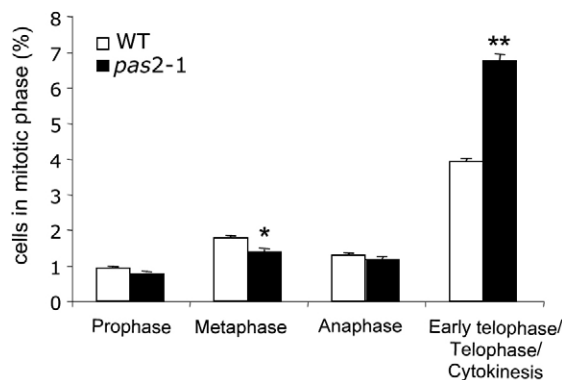 cells in mitotic phase (%)
8
7
6
5
4
3
2
1
0
WT
pas2-1
*
**
Prophase
Metaphase
Anaphase
Early telophase/
Telophase/
Cytokinesis